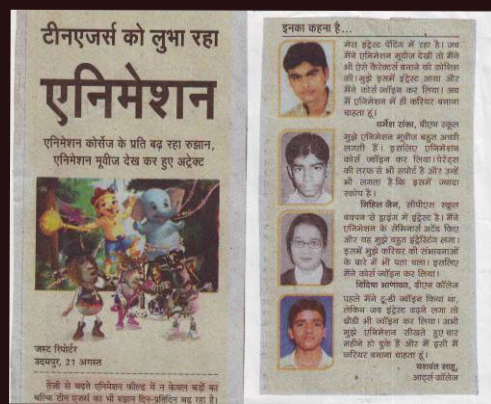 टीनएजर्स को लुभा रहा
एनिमेशन
एनिमेशन कोर्सेज के प्रति बढ़ रहा रुझान,
एनिमेशन मूवीज देख कर हुए अट्रेक्ट
जस्ट रिपोर्टर
उदयपुर, 21 अगस्त
तेजी से बढ़ते एनिमेशन फील्ड में न केवल बड़ों का
बल्कि टीन एजर्स का भी रुझान दिन-प्रतिदिन बढ़ रहा है।
इनका कहना है...
मेरा इंट्रेस्ट पेंटिंग में रहा है। जब
मैंने एनिमेशन मूवीज देखी तो मैंने
भी ऐसे कैरेक्टर्स बनाने की कोशिश
की। मुझे इसमें इंट्रेस्ट आया और
मैंने कोर्स ज्वॉइन कर लिया। अब
मैं एनिमेशन में ही करियर बनाना
चाहता हूं।
धर्मेश रांका, बीएन स्कूल
मुझे एनिमेशन मूवीज बहुत अच्छी
लगती हैं। इसलिए एनिमेशन
कोर्स ज्वॉइन कर लिया। पेरेंट्स
की तरफ से भी सपोर्ट है और उन्हें
भी लगता है कि इसमें ज्यादा
स्कोप है।
निहिल जैन, सीपीएस स्कूल
बचपन से ड्राइंग में इंट्रेस्ट है। मैंने
एनिमेशन के सेमिनार्स अटेंड किए
और यह मुझे बहुत इंट्रेस्टिंग लगा।
इसमें मुझे करियर की संभावनाओं
के बारे में भी पता चला। इसलिए
मैंने कोर्स ज्वॉइन कर लिया।
विदिषा भाणावत, बीएन कॉलेज
पहले मैंने टू-डी ज्वॉइन किया था,
लेकिन जब इंट्रेस्ट बढ़ने लगा तो
थ्रीडी भी ज्वॉइन कर लिया। अभी
मुझे एनिमेशन सीखते हुए चार
महीने हो चुके हैं और मैं इसी में
करियर बनाना चाहता हूं।
यशवंत साहू,
आर्ट्स कॉलेज